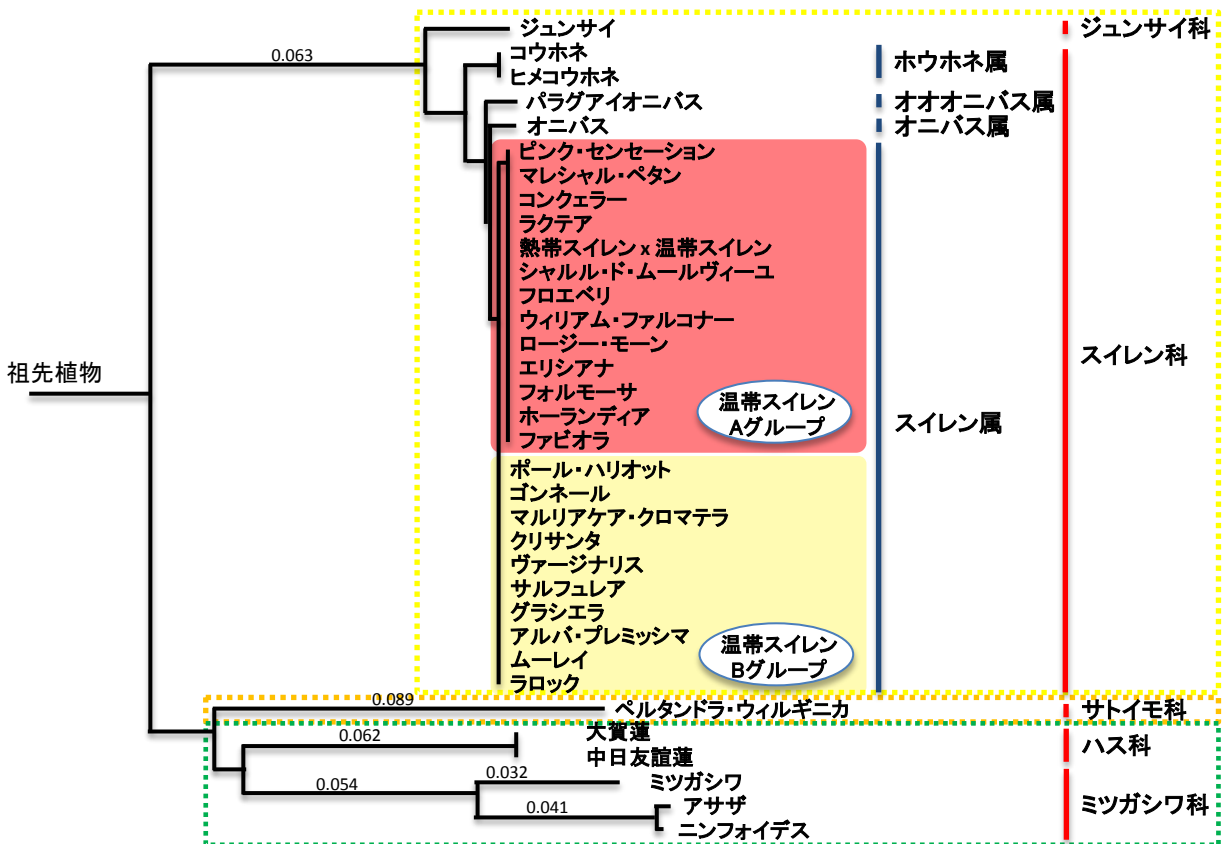 ジュンサイ
ジュンサイ科
0.063
コウホネ
ホウホネ属
ヒメコウホネ
パラグアイオニバス
オオオニバス属
オニバス
オニバス属
ピンク・センセーション
マレシャル・ペタン
コンクェラー
ラクテア
熱帯スイレン x 温帯スイレン
シャルル・ド・ムールヴィーユ
フロエベリ
ウィリアム・ファルコナー
ロージー・モーン
エリシアナ
フォルモーサ
ホーランディア
ファビオラ
温帯スイレン
Aグループ
スイレン属
スイレン科
祖先植物
ポール・ハリオット
ゴンネール
マルリアケア・クロマテラ
クリサンタ
ヴァージナリス
サルフュレア
グラシエラ
アルバ・プレミッシマ
ムーレイ
ラロック
温帯スイレン
Bグループ
0.089
ペルタンドラ・ウィルギニカ
サトイモ科
0.062
大賀蓮
中日友誼蓮
ハス科
0.054
0.032
ミツガシワ
0.041
アサザ
ニンフォイデス
ミツガシワ科